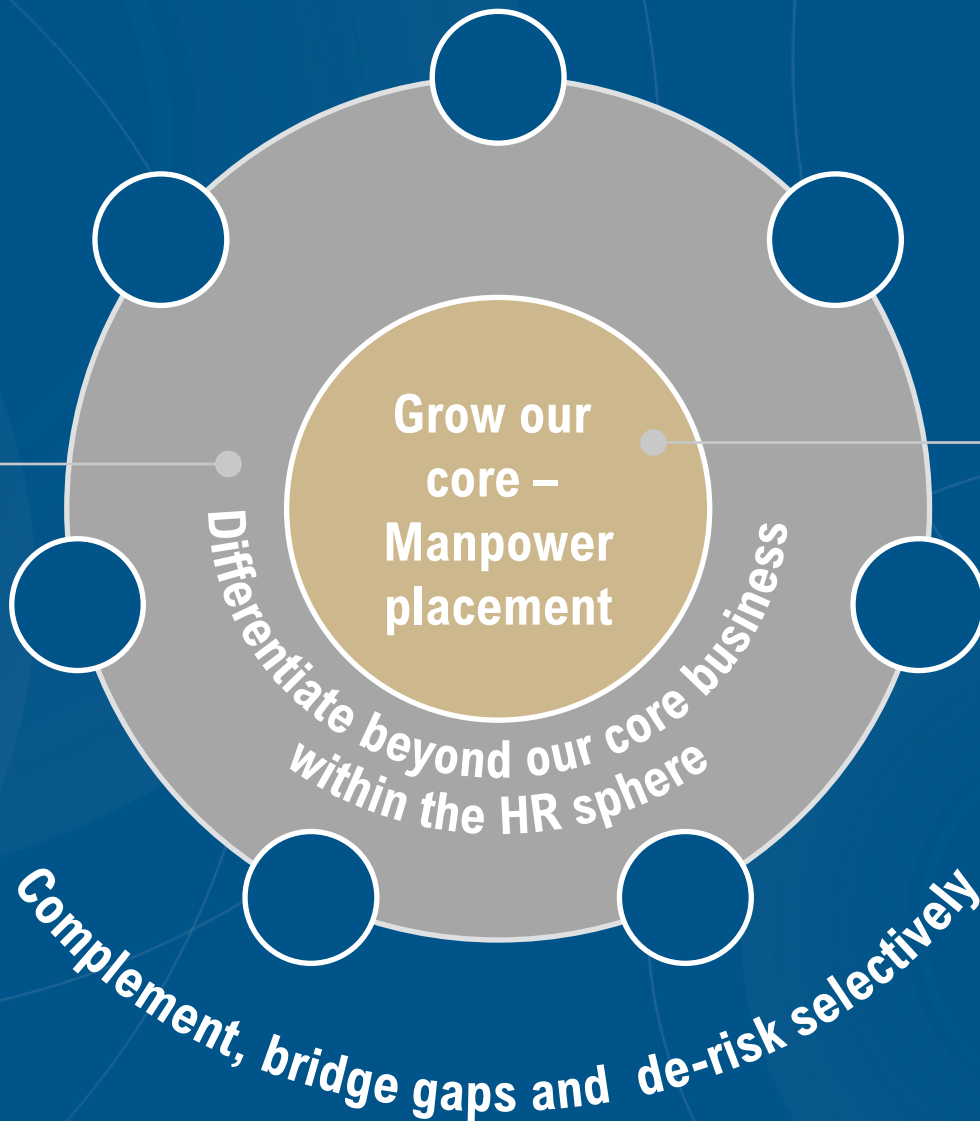 Grow our
core –
Manpower
placement
Differentiate beyond our core business
within the HR sphere
Complement, bridge gaps and de-risk selectively